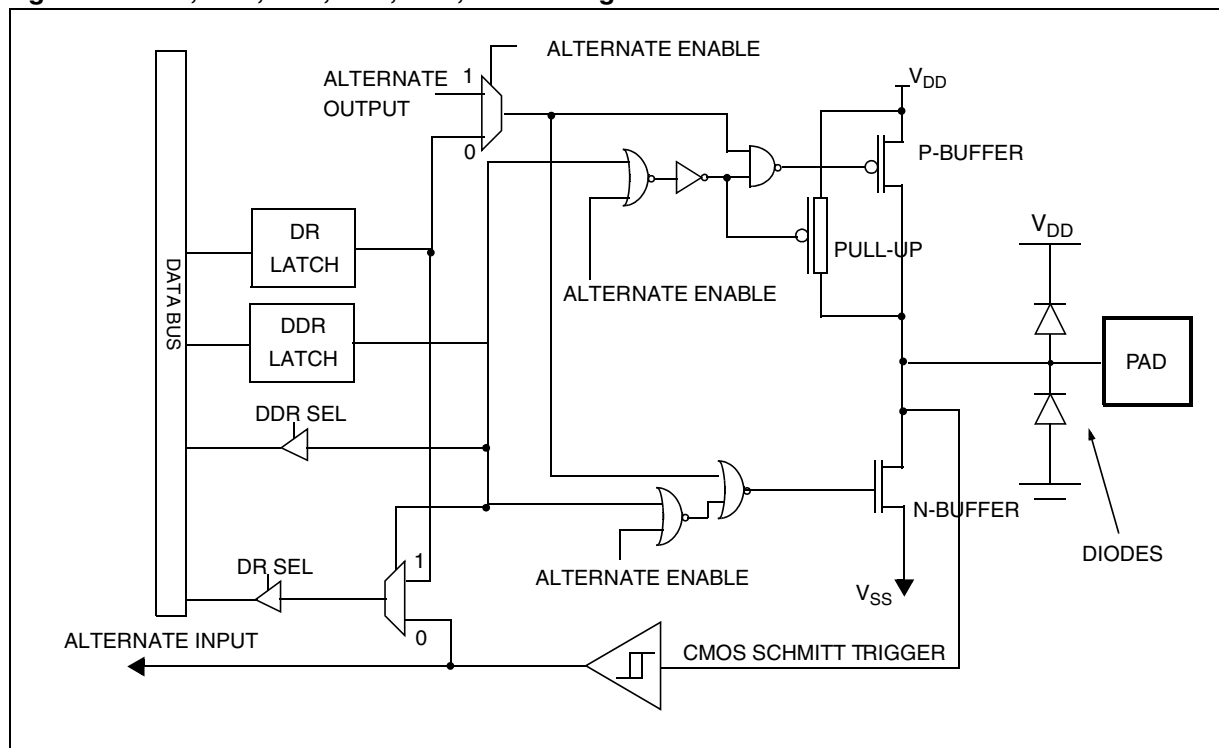 ALTERNATE ENABLE
ALTERNATE
OUTPUT
1
0
VDD
P-BUFFER
PULL-UP
VDD
DR
LATCH
ALTERNATE ENABLE
DATA BUS
DDR
LATCH
PAD
DDR SEL
N-BUFFER
DIODES
ALTERNATE ENABLE
DR SEL
1
0
VSS
ALTERNATE INPUT
CMOS SCHMITT TRIGGER